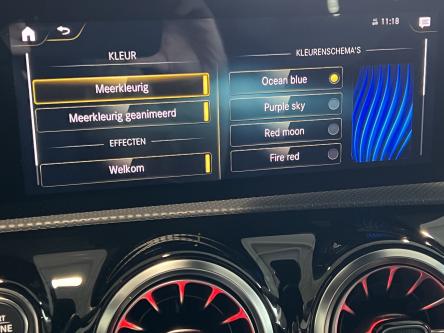 11:18
KLEUR
Meerkleurig
Meerkleurig geanimeerd
EFFECTEN
Welkom
KLEURENSCHEMA'S
Ocean blue
Purple sky
Red moon
Fire red